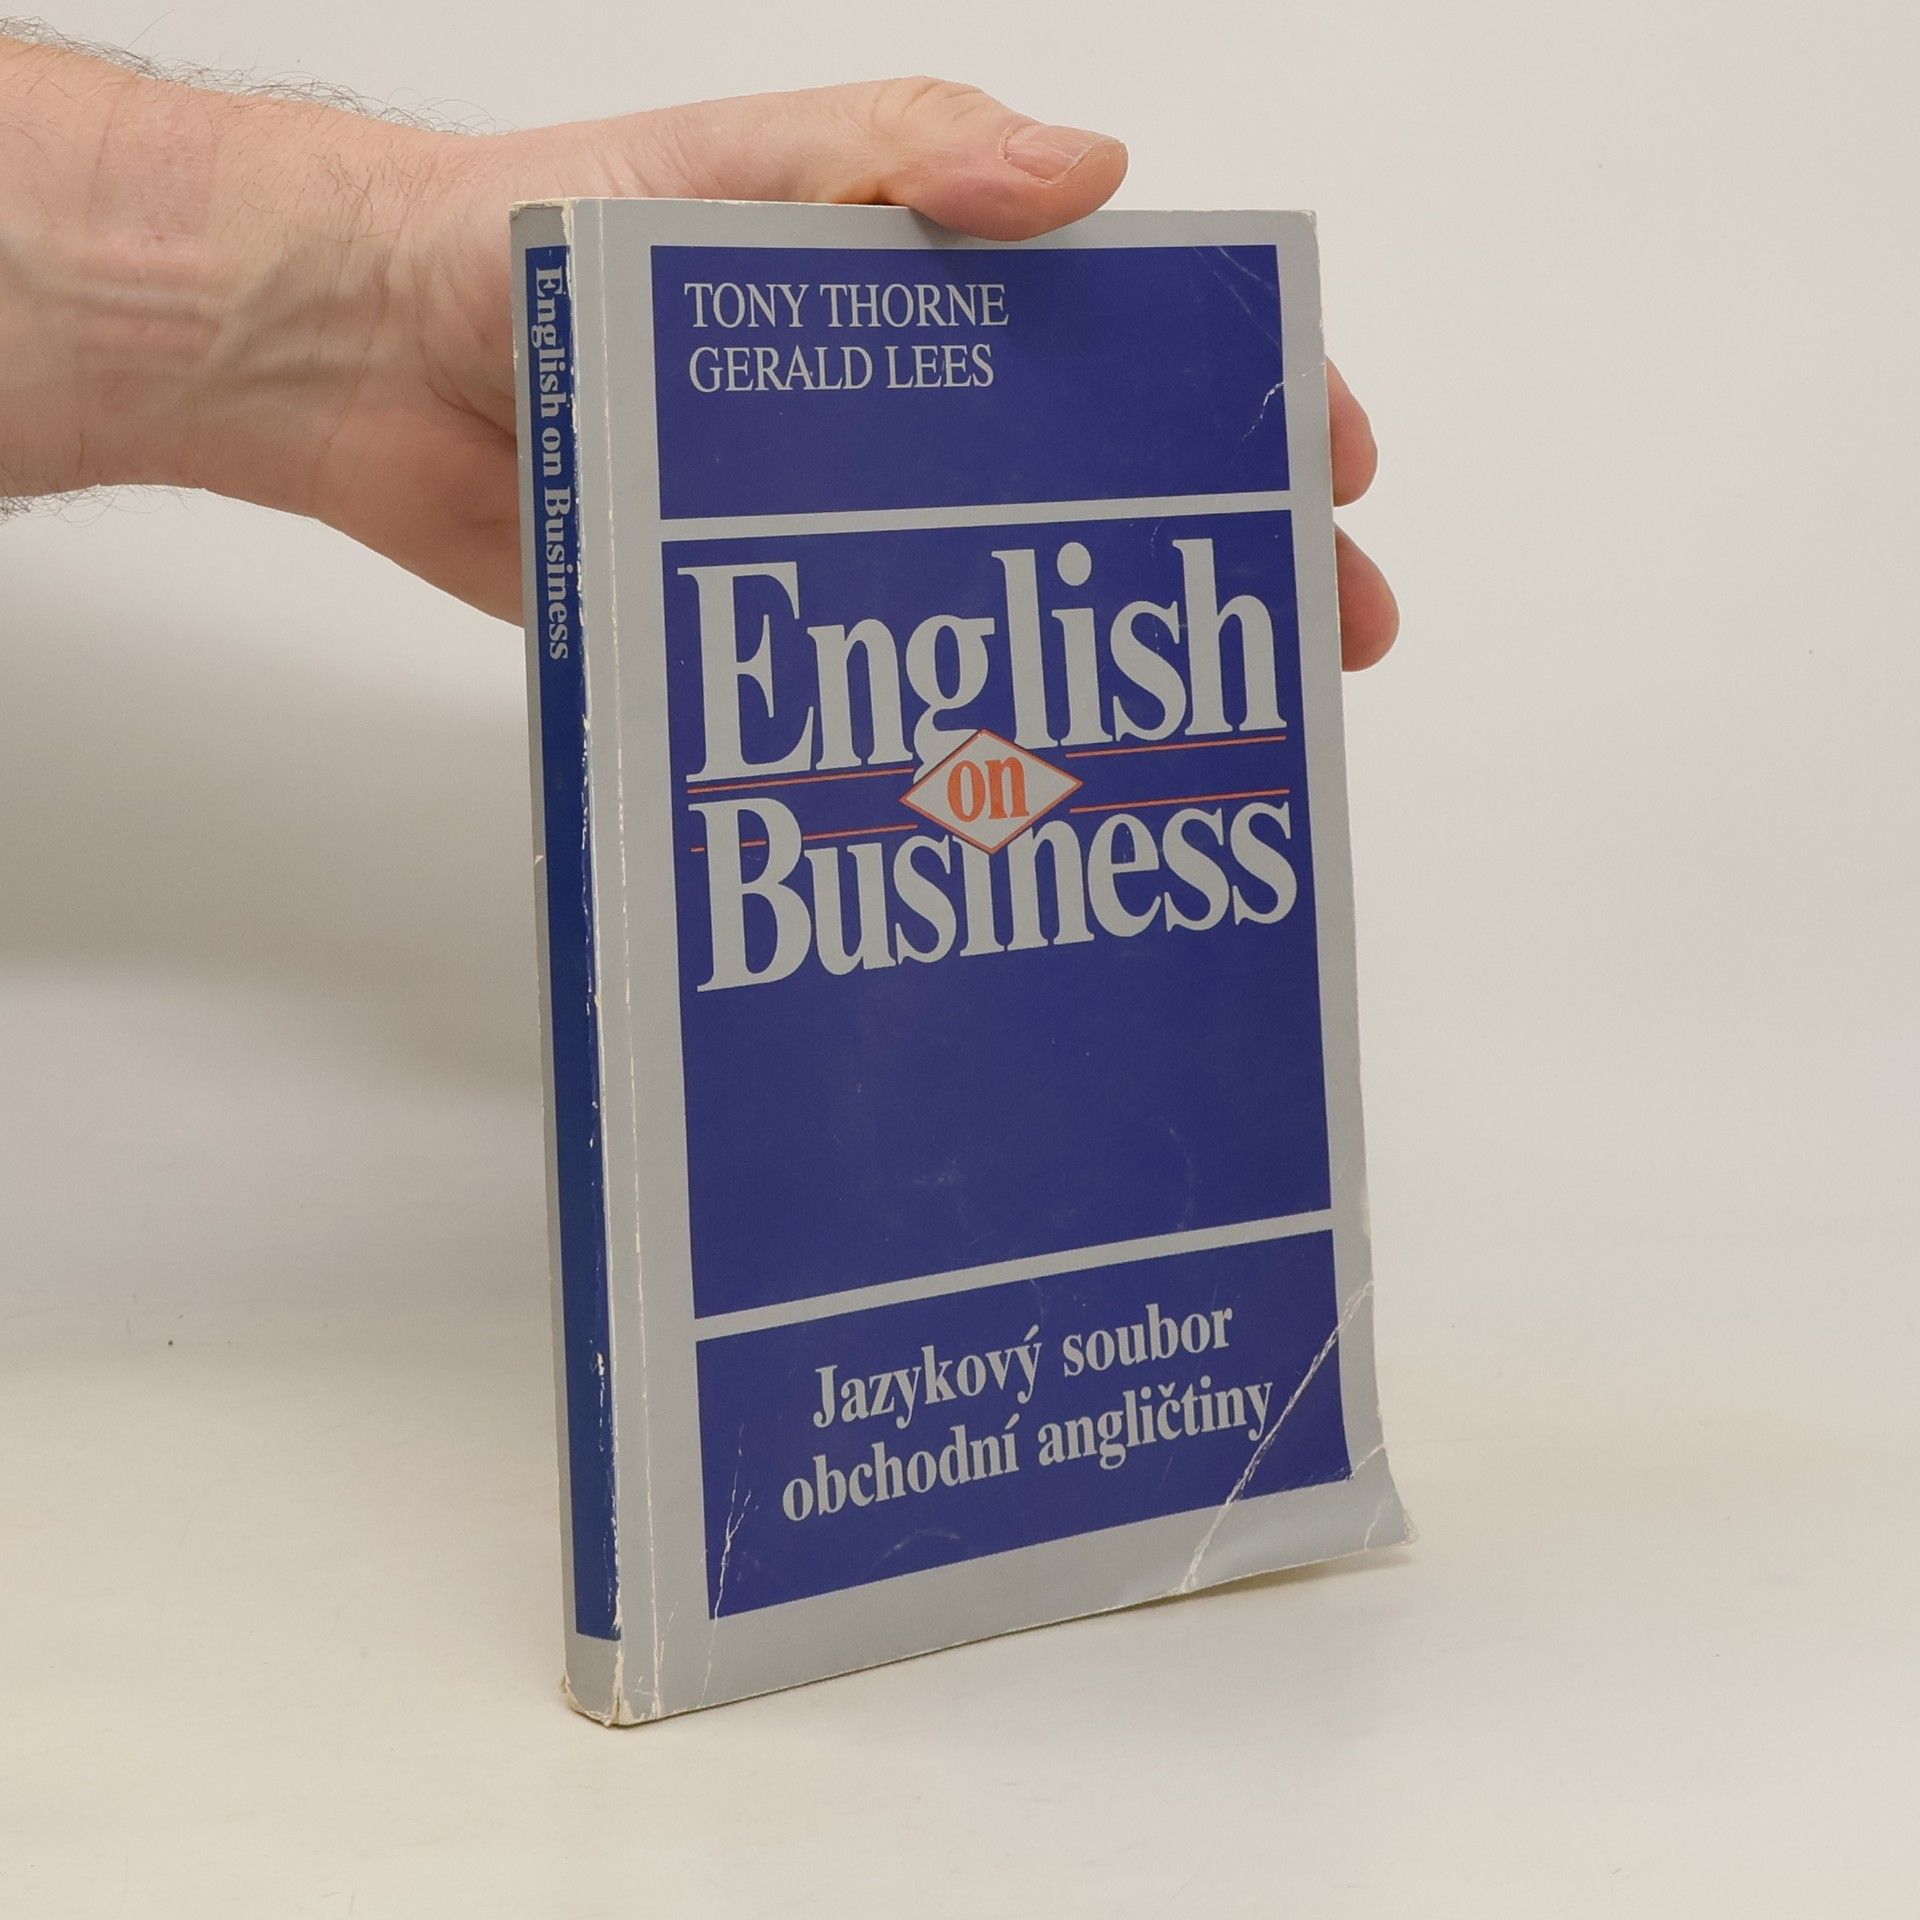 English on Business
TONY THORNE
GERALD LEES
English
on
Business
Jazykový soubor
obchodní angličtiny